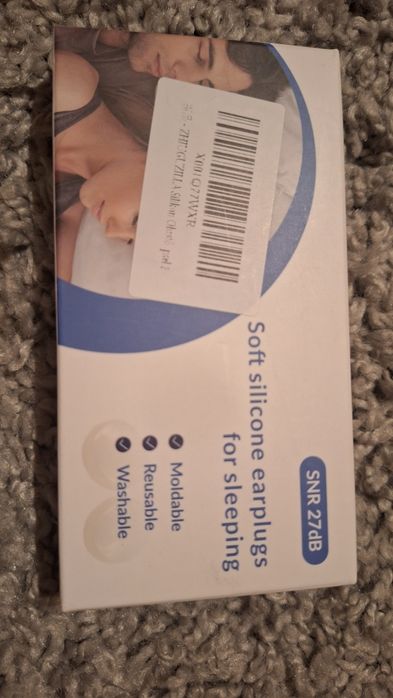 SNR 27dB
Soft silicone earplugs
for sleeping
Moldable
Reusable
Washable